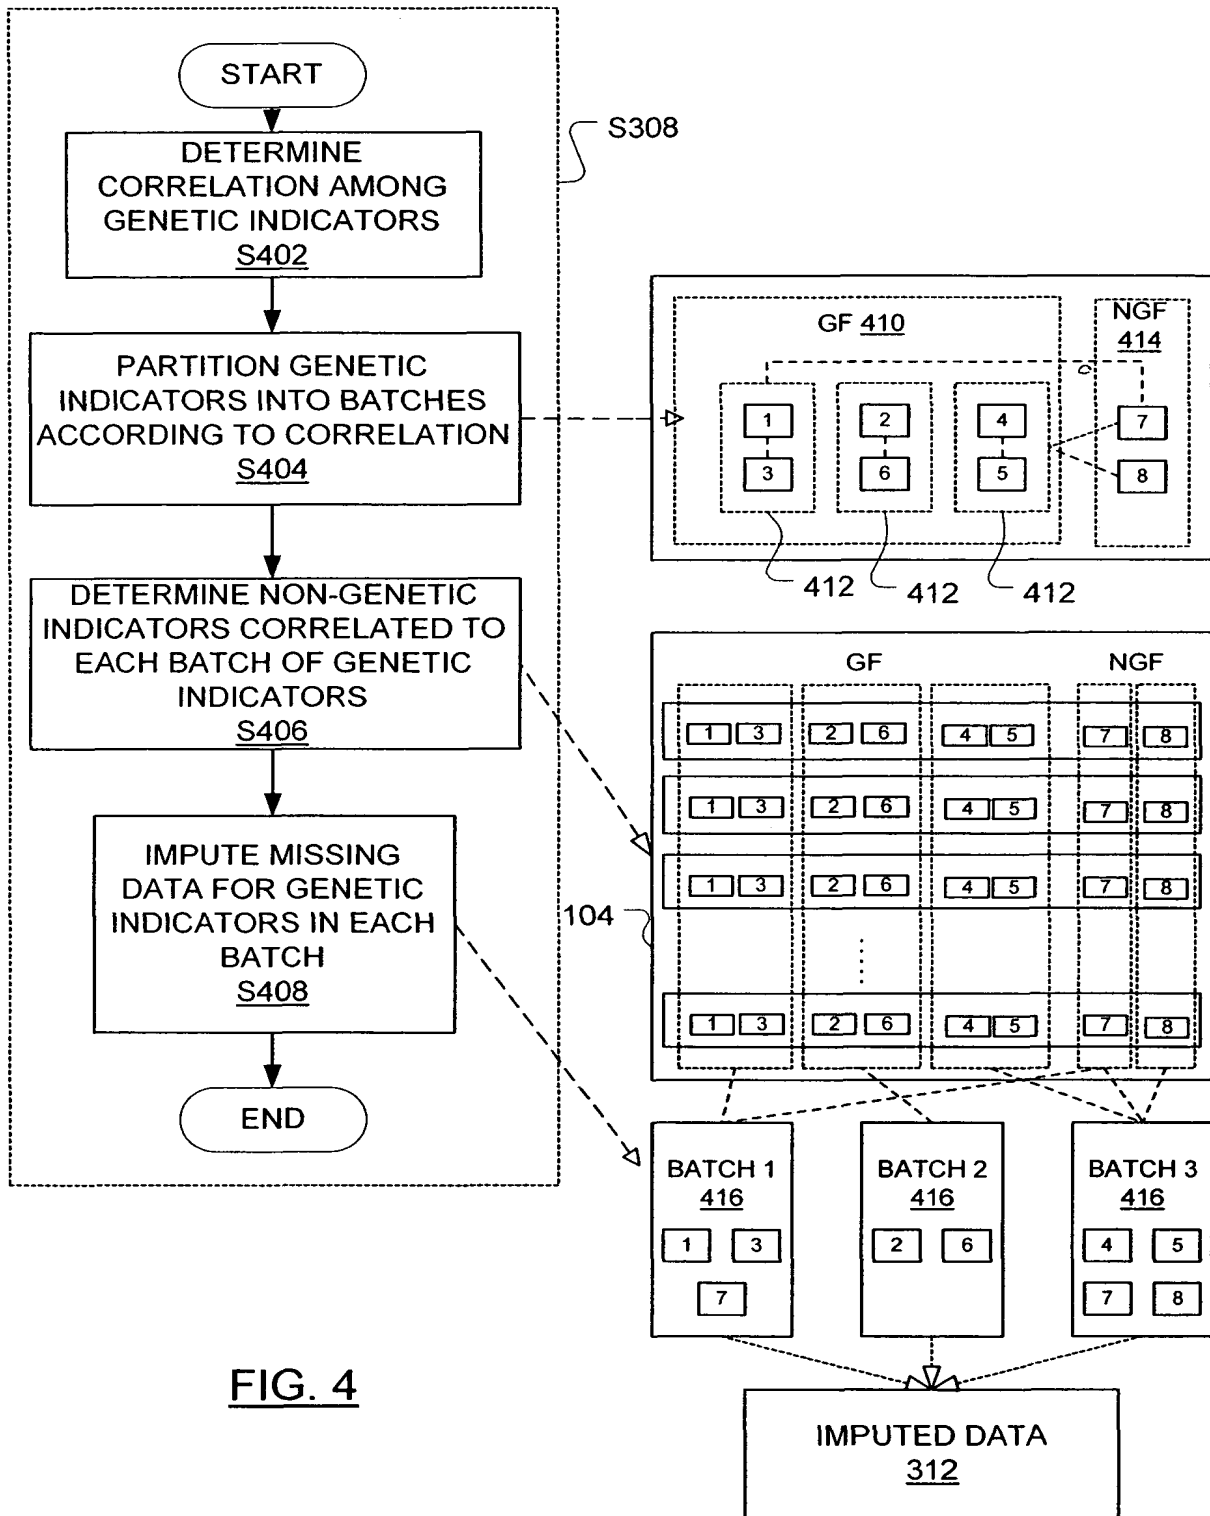 START
S308
DETERMINE
CORRELATION AMONG
GENETIC INDICATORS
S402
PARTITION GENETIC
INDICATORS INTO BATCHES
ACCORDING TO CORRELATION
S404
DETERMINE NON-GENETIC
INDICATORS CORRELATED TO
EACH BATCH OF GENETIC
INDICATORS
S406
IMPUTE MISSING
DATA FOR GENETIC
INDICATORS IN EACH
BATCH
S408
END
GF 410
NGF
414
1 2 4 7
3 6 5 8
412 412 412
GF NGF
1 3 2 6 4 5 7 8
1 3 2 6 4 5 7 8
1 3 2 6 4 5 7 8
104
1 3 2 6 4 5 7 8
BATCH 1
416
1 3
7
BATCH 2
416
2 6
BATCH 3
416
4 5
7 8
IMPUTED DATA
312
FIG. 4